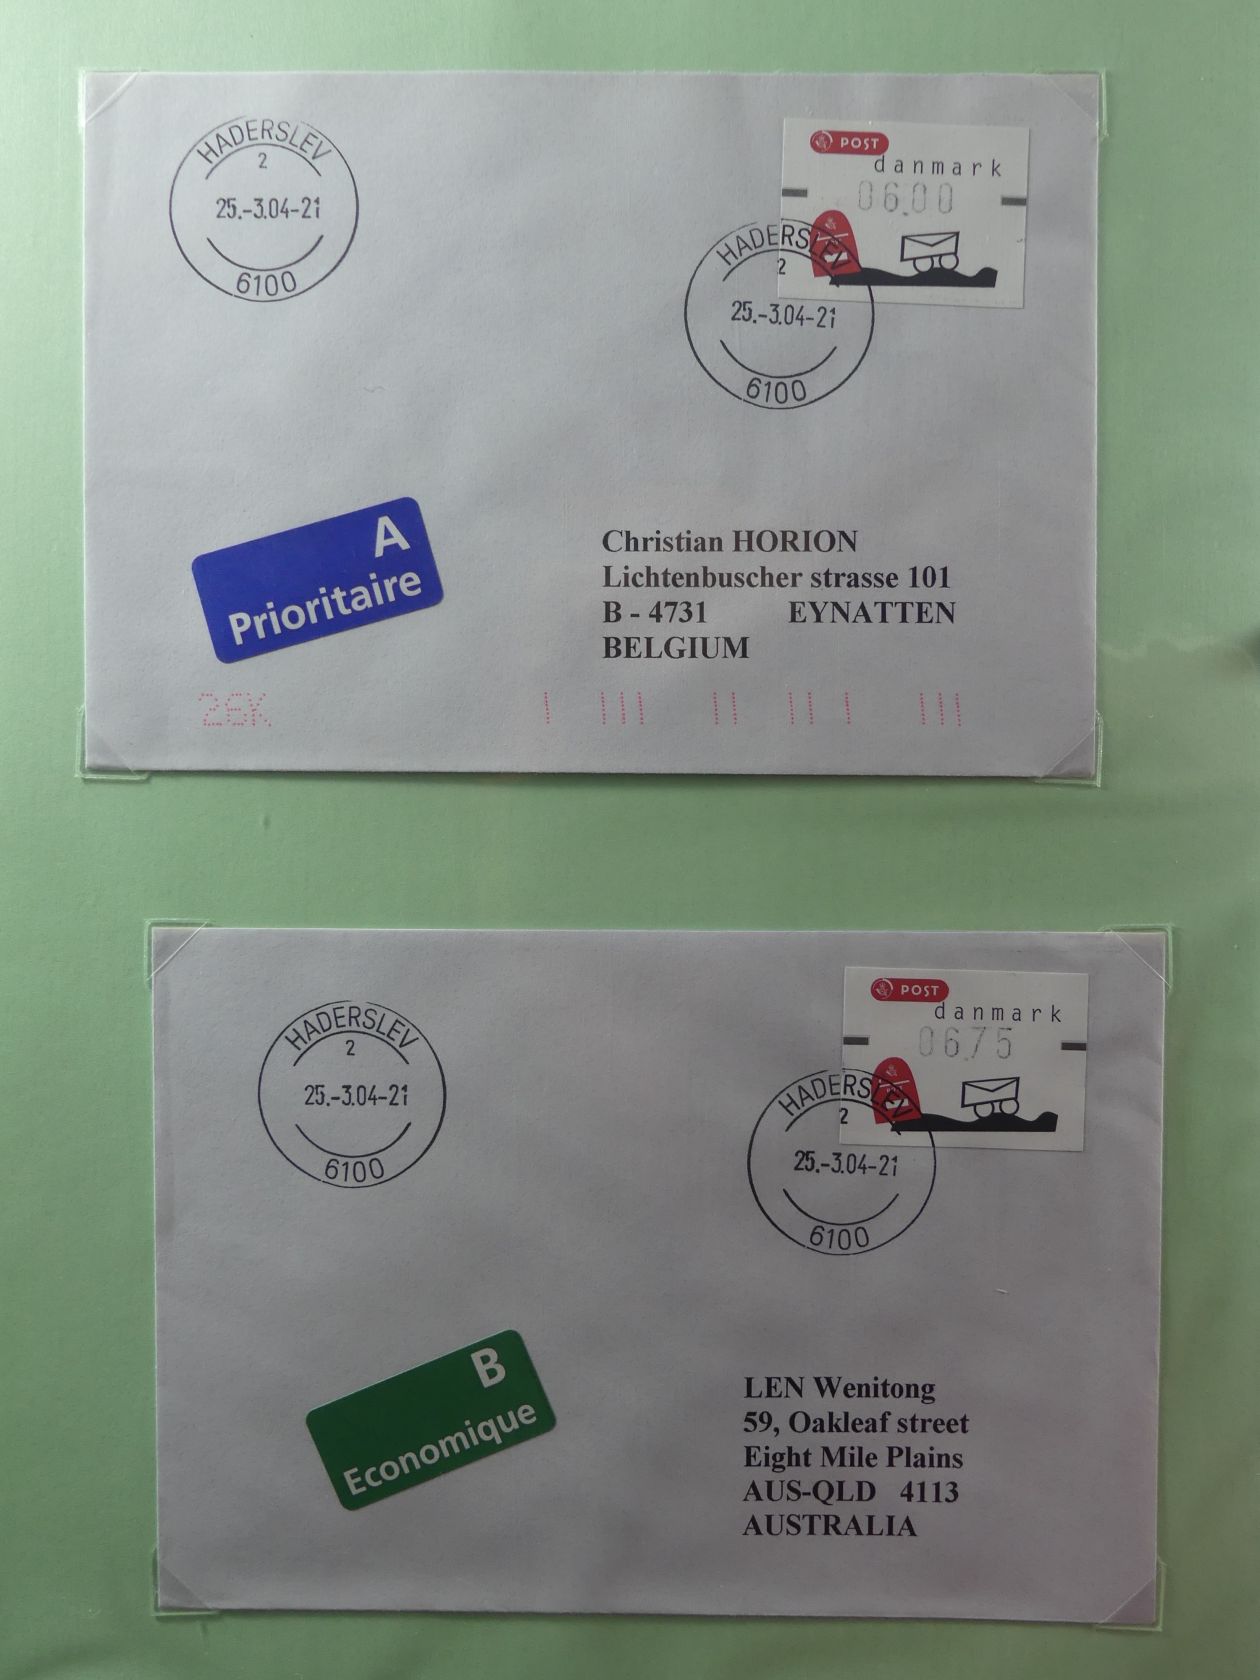 HADERSLEV
2
25.-3.04-21
6100
POST
danmark
06.00
HADERSLEV
2
25.-3.04-21
6100
A
Prioritaire
Christian HORION
Lichtenbuscher strasse 101
B - 4731 EYNATTEN
BELGIUM
26K
HADERSLEV
2
25.-3.04-21
6100
POST
danmark
06.75
HADERSLEV
2
25.-3.04-21
6100
B
Economique
LEN Wenitong
59, Oakleaf street
Eight Mile Plains
AUS-QLD 4113
AUSTRALIA